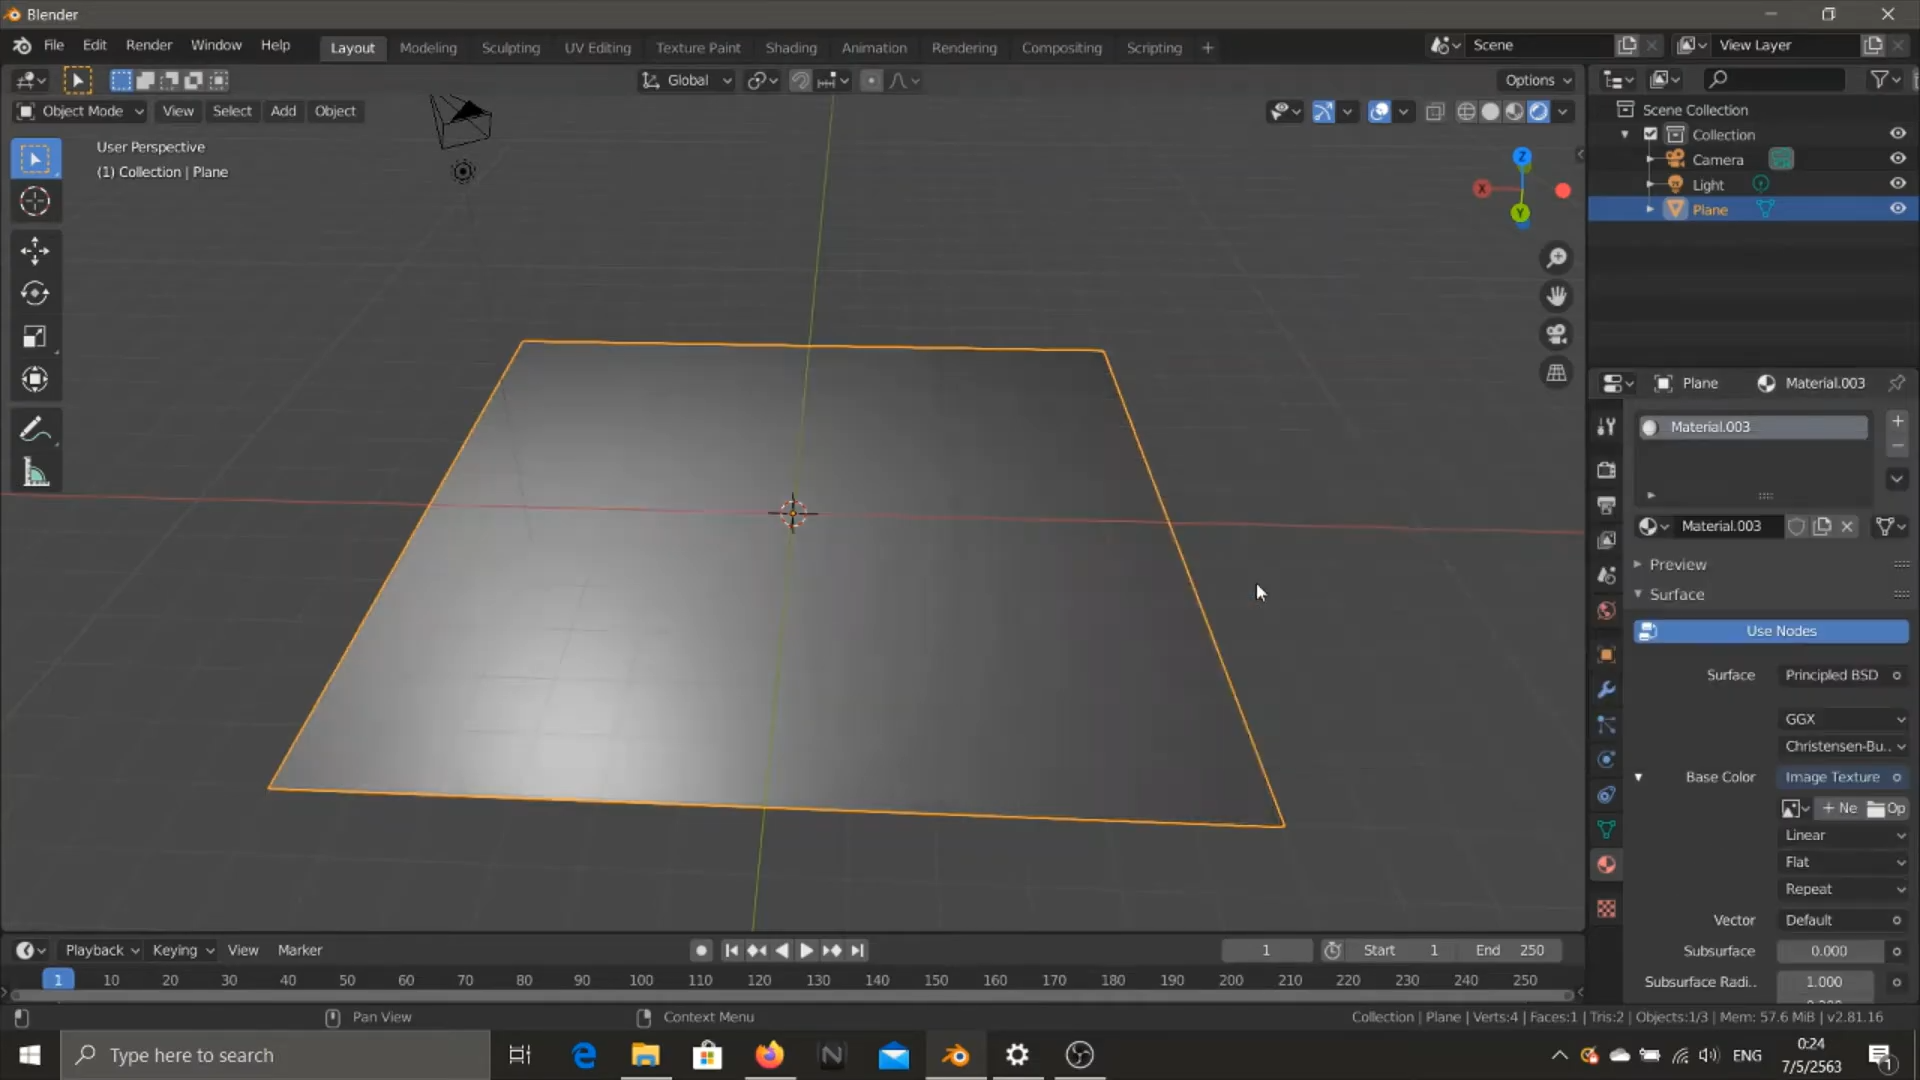 Blender
File Edit Render Window Help Layout Modeling Sculpting UV Editing Texture Paint Shading Animation Rendering Compositing Scripting + Scene View Layer
Global Options
Object Mode View Select Add Object
User Perspective
(1) Collection | Plane
Z
X
Y
Scene Collection
Collection
Camera
Light
Plane
Plane Material.003
Material.003
Material.003
Preview
Surface
Use Nodes
Surface Principled BSD
GGX
Christensen-Bu..
Base Color Image Texture
+ Ne Op
Linear
Flat
Repeat
Vector Default
Subsurface 0.000
Subsurface Radi.. 1.000
Playback Keying View Marker 1 Start 1 End 250
1 10 20 30 40 50 60 70 80 90 100 110 120 130 140 150 160 170 180 190 200 210 220 230 240 250
Pan View Context Menu Collection | Plane | Verts:4 | Faces:1 | Tris:2 | Objects:1/3 | Mem: 57.6 MiB | v2.81.16
Type here to search ENG 0:24
7/5/2563
1